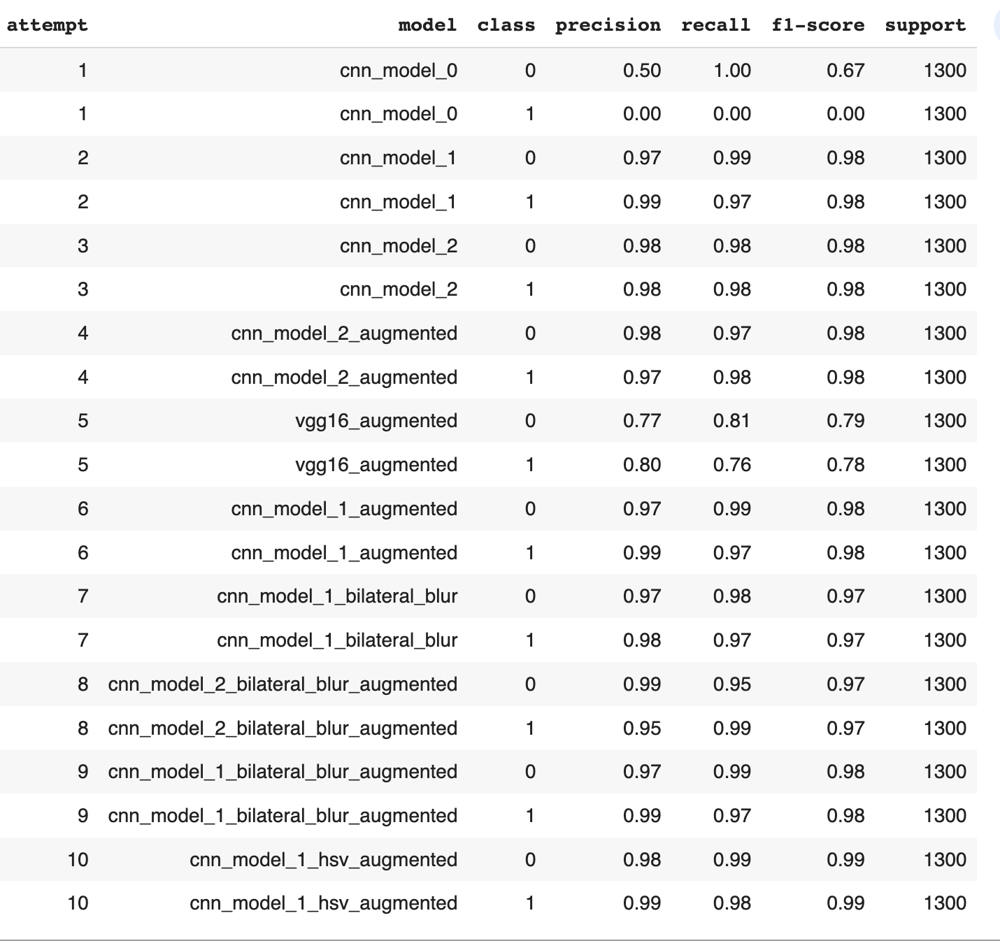 attempt model class precision recall f1-score support
1 cnn_model_0 0 0.50 1.00 0.67 1300
1 cnn_model_0 1 0.00 0.00 0.00 1300
2 cnn_model_1 0 0.97 0.99 0.98 1300
2 cnn_model_1 1 0.99 0.97 0.98 1300
3 cnn_model_2 0 0.98 0.98 0.98 1300
3 cnn_model_2 1 0.98 0.98 0.98 1300
4 cnn_model_2_augmented 0 0.98 0.97 0.98 1300
4 cnn_model_2_augmented 1 0.97 0.98 0.98 1300
5 vgg16_augmented 0 0.77 0.81 0.79 1300
5 vgg16_augmented 1 0.80 0.76 0.78 1300
6 cnn_model_1_augmented 0 0.97 0.99 0.98 1300
6 cnn_model_1_augmented 1 0.99 0.97 0.98 1300
7 cnn_model_1_bilateral_blur 0 0.97 0.98 0.97 1300
7 cnn_model_1_bilateral_blur 1 0.98 0.97 0.97 1300
8 cnn_model_2_bilateral_blur_augmented 0 0.99 0.95 0.97 1300
8 cnn_model_2_bilateral_blur_augmented 1 0.95 0.99 0.97 1300
9 cnn_model_1_bilateral_blur_augmented 0 0.97 0.99 0.98 1300
9 cnn_model_1_bilateral_blur_augmented 1 0.99 0.97 0.98 1300
10 cnn_model_1_hsv_augmented 0 0.98 0.99 0.99 1300
10 cnn_model_1_hsv_augmented 1 0.99 0.98 0.99 1300